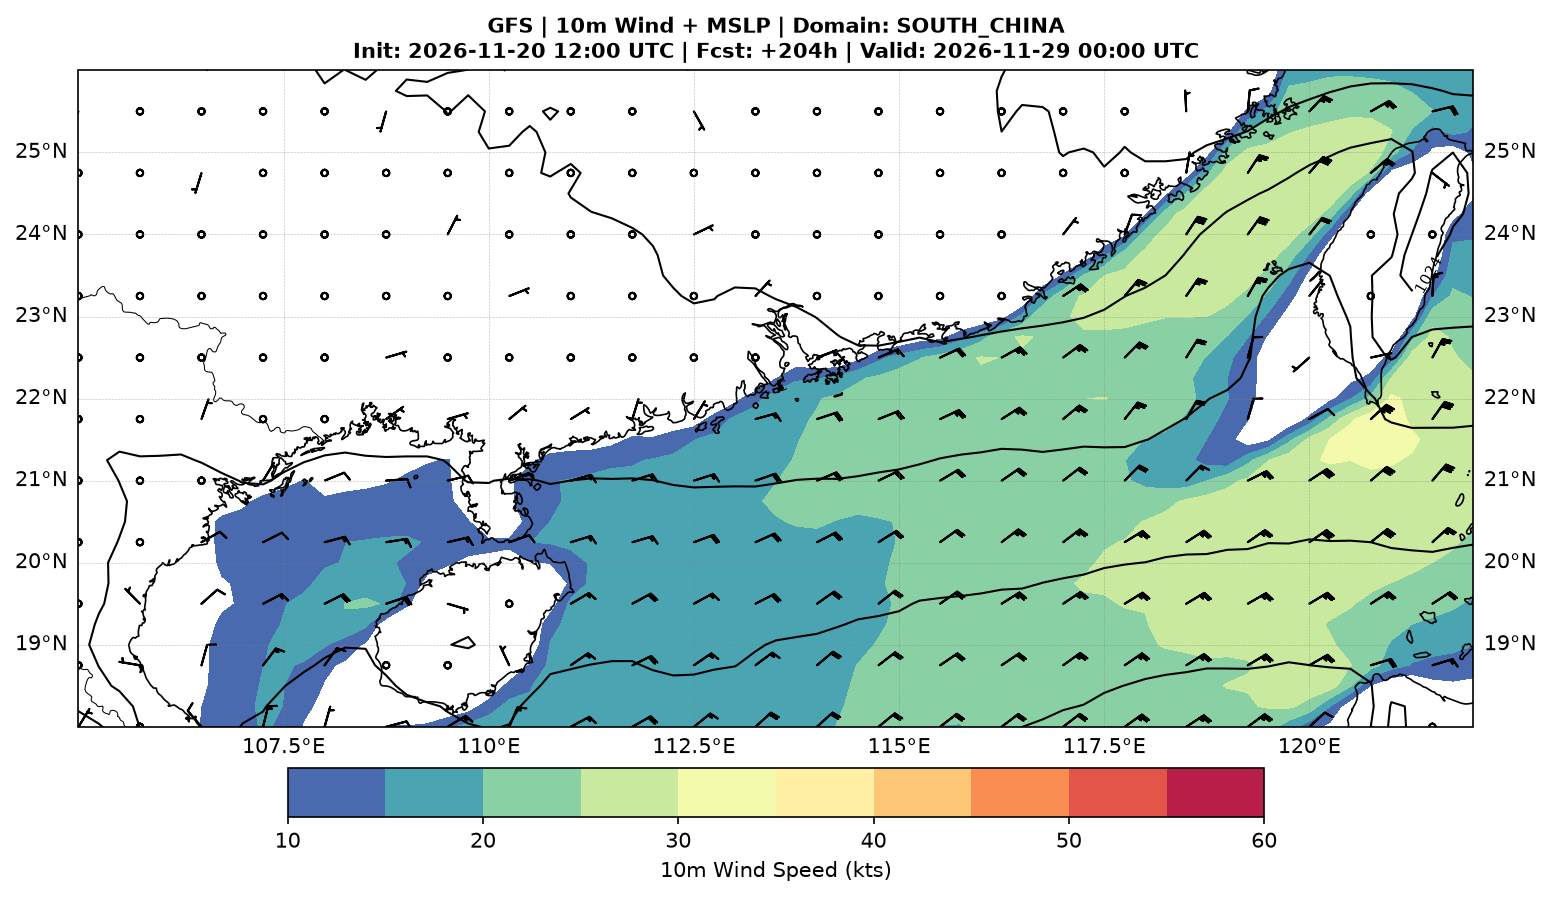 GFS | 10m Wind + MSLP | Domain: SOUTH_CHINA
Init: 2026-11-20 12:00 UTC | Fcst: +204h | Valid: 2026-11-29 00:00 UTC
25°N 25°N
24°N 24°N
1024
23°N 23°N
22°N 22°N
21°N 21°N
20°N 20°N
19°N 19°N
107.5°E 110°E 112.5°E 115°E 117.5°E 120°E
10 20 30 40 50 60
10m Wind Speed (kts)